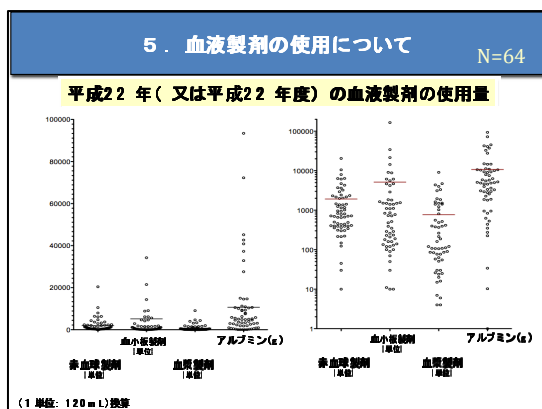 ５．血液製剤の使用について
N=64
平成22 年( 又は平成22 年度) の血液製剤の使用量
100000
80000
60000
40000
20000
0
赤血球製剤
(単位)
血小板製剤
(単位)
血漿製剤
(単位)
アルブミン(g)
100000
10000
1000
100
10
1
赤血球製剤
(単位)
血小板製剤
(単位)
血漿製剤
(単位)
アルブミン(g)
(1 単位: 120mL)換算